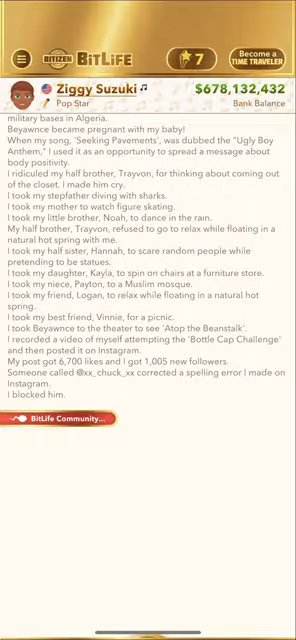 BITIZEN BITLIFE
7
Become a
TIME TRAVELER
Ziggy Suzuki
$678,132,432
Pop Star
Bank Balance
military bases in Algeria.
Beyawnce became pregnant with my baby!
When my song, 'Seeking Pavements', was dubbed the "Ugly Boy
Anthem," I used it as an opportunity to spread a message about
body positivity.
I ridiculed my half brother, Trayvon, for thinking about coming out
of the closet. I made him cry.
I took my stepfather diving with sharks.
I took my mother to watch figure skating.
I took my little brother, Noah, to dance in the rain.
My half brother, Trayvon, refused to go to relax while floating in a
natural hot spring with me.
I took my half sister, Hannah, to scare random people while
pretending to be statues.
I took my daughter, Kayla, to spin on chairs at a furniture store.
I took my niece, Payton, to a Muslim mosque.
I took my friend, Logan, to relax while floating in a natural hot
spring.
I took my best friend, Vinnie, for a picnic.
I took Beyawnce to the theater to see 'Atop the Beanstalk'.
I recorded a video of myself attempting the 'Bottle Cap Challenge'
and then posted it on Instagram.
My post got 6,700 likes and I got 1,005 new followers.
Someone called @xx_chuck_xx corrected a spelling error I made on
Instagram.
I blocked him.
BitLife Community...